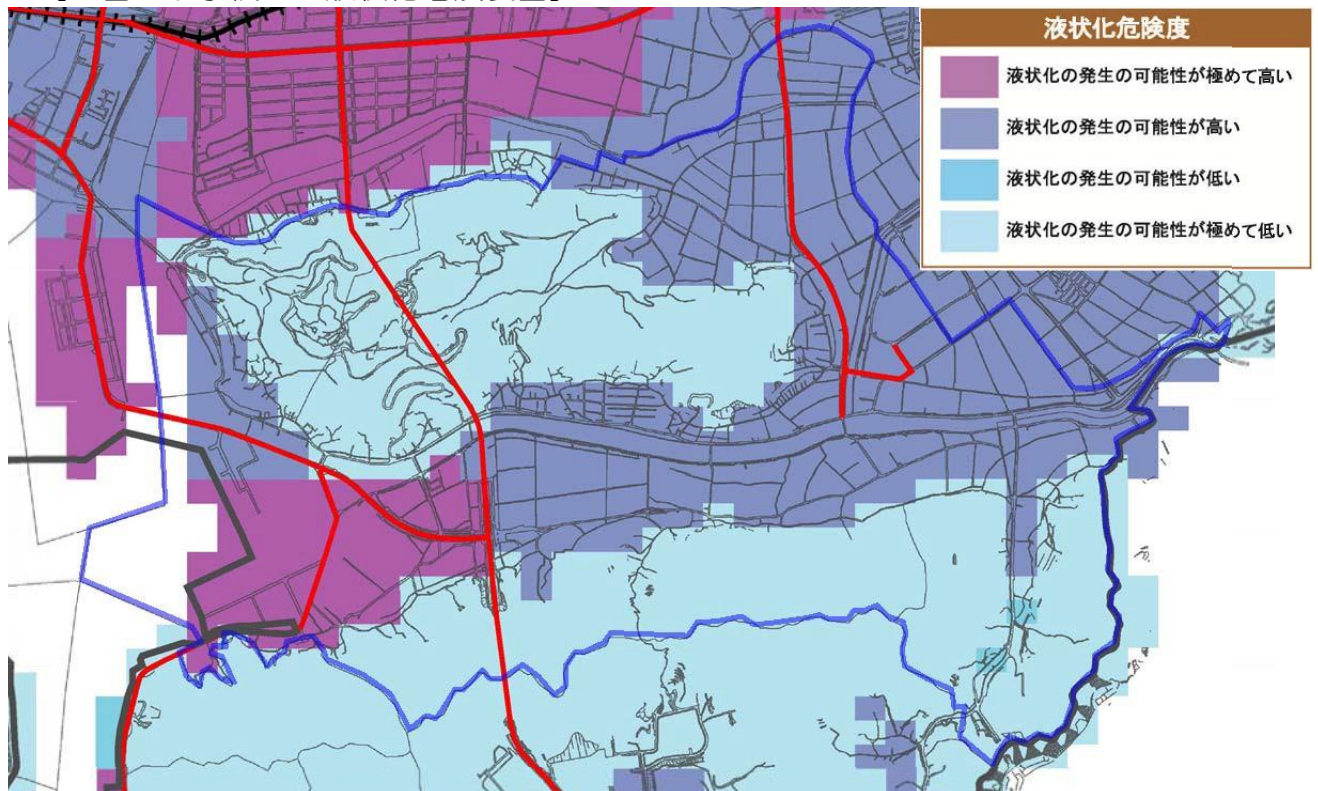 液状化危険度
液状化の発生の可能性が極めて高い
液状化の発生の可能性が高い
液状化の発生の可能性が低い
液状化の発生の可能性が極めて低い